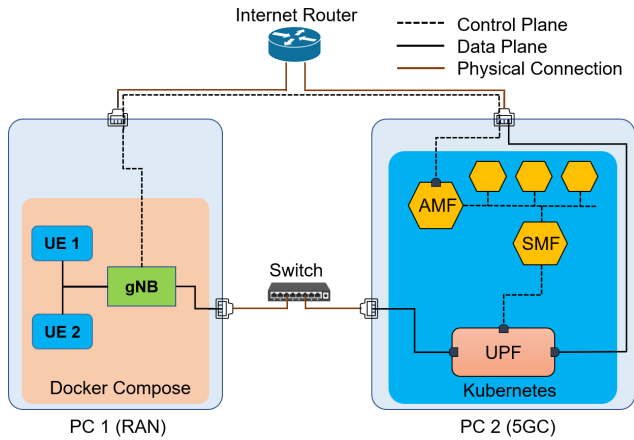 Internet Router
Control Plane
Data Plane
Physical Connection
AMF
SMF
UE 1
gNB
UE 2
Switch
UPF
Docker Compose
Kubernetes
PC 1 (RAN)
PC 2 (5GC)